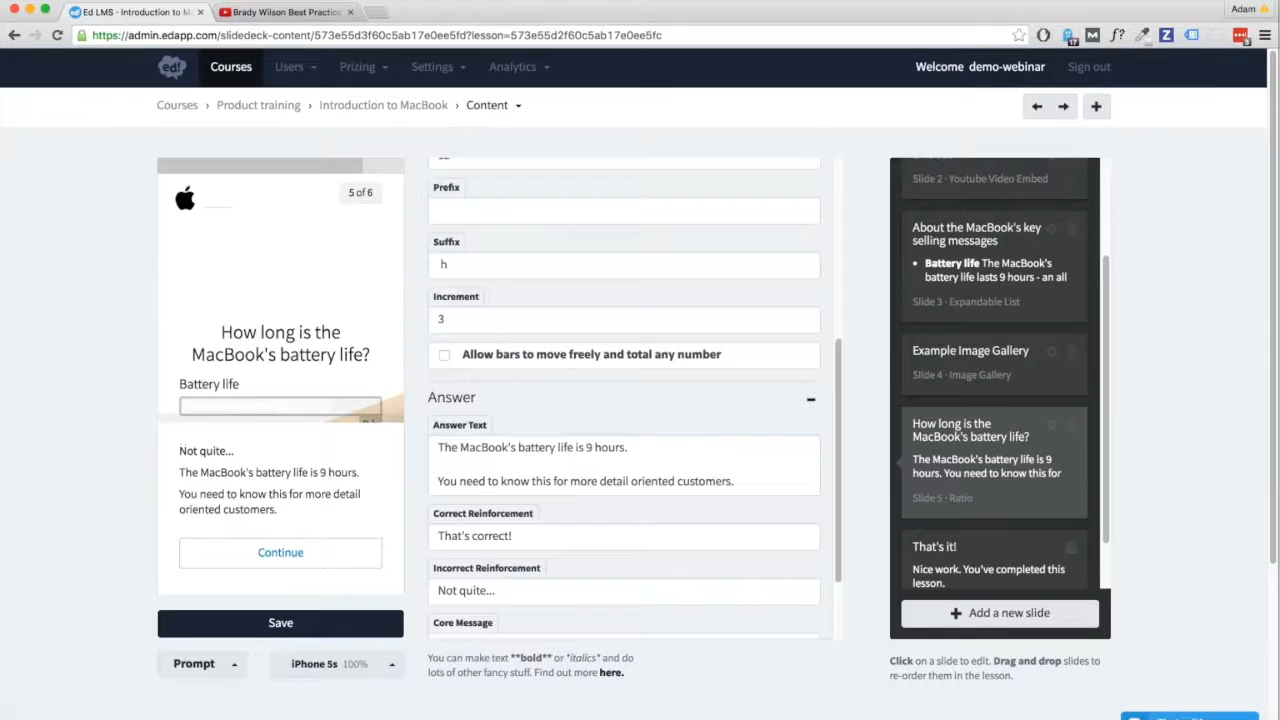 Ed LMS - Introduction to M
Brady Wilson Best Practice
Adam
https://admin.edapp.com/slidedeck-content/573e55d3f60c5ab17e0efe5fd?lesson=573e55d2f60c5ab17e0efc5fc
ed!
Courses
Users
Prizing
Settings
Analytics
Welcome demo-webinar
Sign out
Courses › Product training › Introduction to MacBook › Content
5 of 6
How long is the
MacBook's battery life?
Battery life
Not quite...
The MacBook's battery life is 9 hours.
You need to know this for more detail
oriented customers.
Continue
Save
Prompt
iPhone 5s 100%
Prefix
Suffix
h
Increment
3
Allow bars to move freely and total any number
Answer
Answer Text
The MacBook's battery life is 9 hours.
You need to know this for more detail oriented customers.
Correct Reinforcement
That's correct!
Incorrect Reinforcement
Not quite...
Core Message
You can make text **bold** or *italics* and do
lots of other fancy stuff. Find out more here.
Slide 2 · Youtube Video Embed
About the MacBook's key
selling messages
• Battery life The MacBook's
battery life lasts 9 hours - an all
Slide 3 · Expandable List
Example Image Gallery
Slide 4 · Image Gallery
How long is the
MacBook's battery life?
The MacBook's battery life is 9
hours. You need to know this for
Slide 5 · Ratio
That's it!
Nice work. You've completed this
lesson.
Add a new slide
Click on a slide to edit. Drag and drop slides to
re-order them in the lesson.